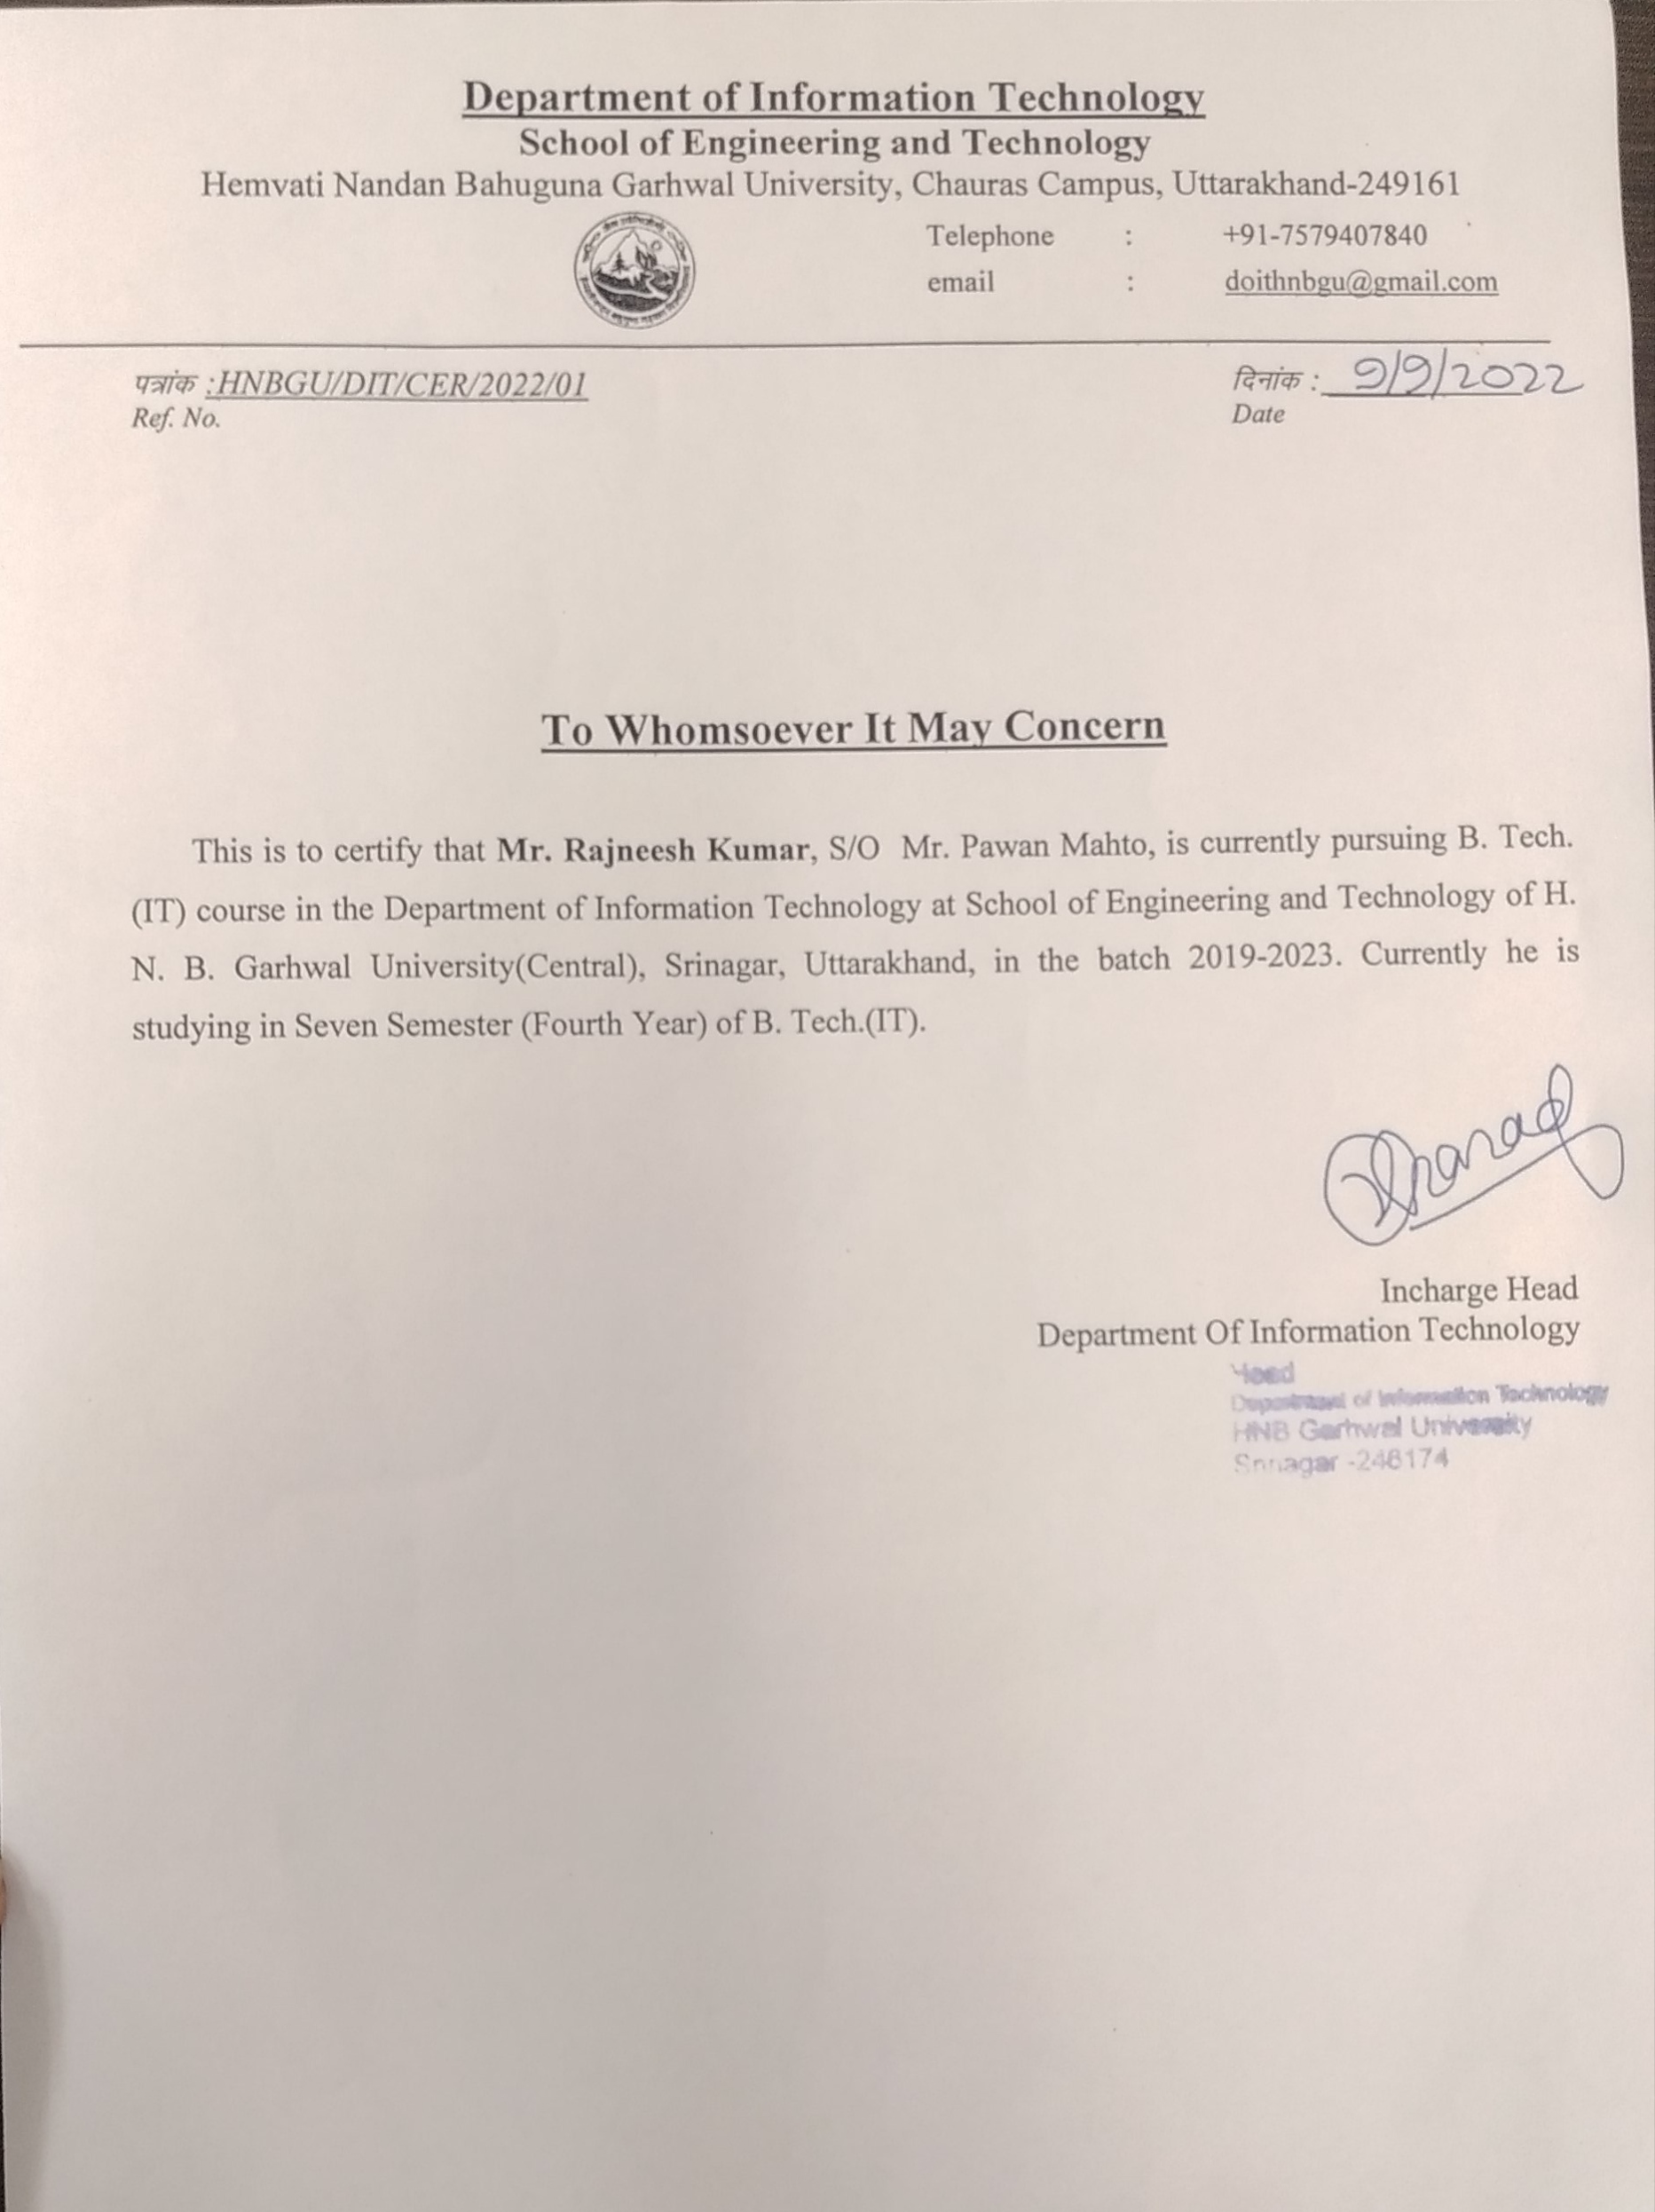 Department of Information Technology
School of Engineering and Technology
Hemvati Nandan Bahuguna Garhwal University, Chauras Campus, Uttarakhand-249161
Telephone : +91-7579407840
email : doithnbgu@gmail.com
पत्रांक :HNBGU/DIT/CER/2022/01
Ref. No.
दिनांक : 9/9/2022
Date
To Whomsoever It May Concern
This is to certify that Mr. Rajneesh Kumar, S/O Mr. Pawan Mahto, is currently pursuing B. Tech.
(IT) course in the Department of Information Technology at School of Engineering and Technology of H.
N. B. Garhwal University(Central), Srinagar, Uttarakhand, in the batch 2019-2023. Currently he is
studying in Seven Semester (Fourth Year) of B. Tech.(IT).
Incharge Head
Department Of Information Technology
Head
Department of Information Technology
HNB Garhwal University
Srinagar -246174